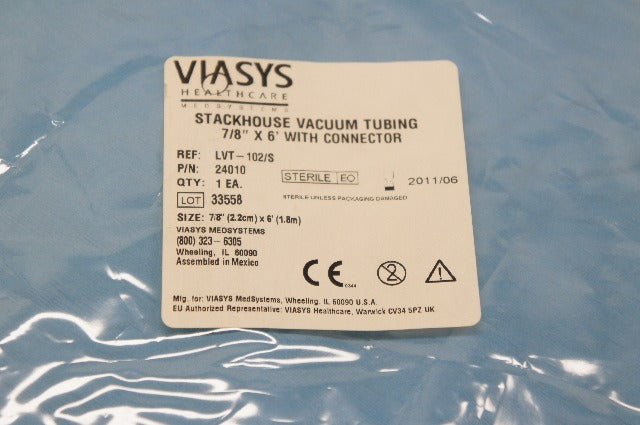 VIASYS
HEALTHCARE
MEDSYSTEMS
STACKHOUSE VACUUM TUBING
7/8" X 6' WITH CONNECTOR
REF: LVT-102/S
P/N: 24010
QTY: 1 EA.
LOT 33558
STERILE EO
2011/06
STERILE UNLESS PACKAGING DAMAGED
SIZE: 7/8" (2.2cm) x 6' (1.8m)
VIASYS MEDSYSTEMS
(800) 323-6305
Wheeling, IL 60090
Assembled in Mexico
CE 0344
2
Mfg. for: VIASYS MedSystems, Wheeling, IL 60090 U.S.A.
EU Authorized Representative: VIASYS Healthcare, Warwick CV34 5PZ UK